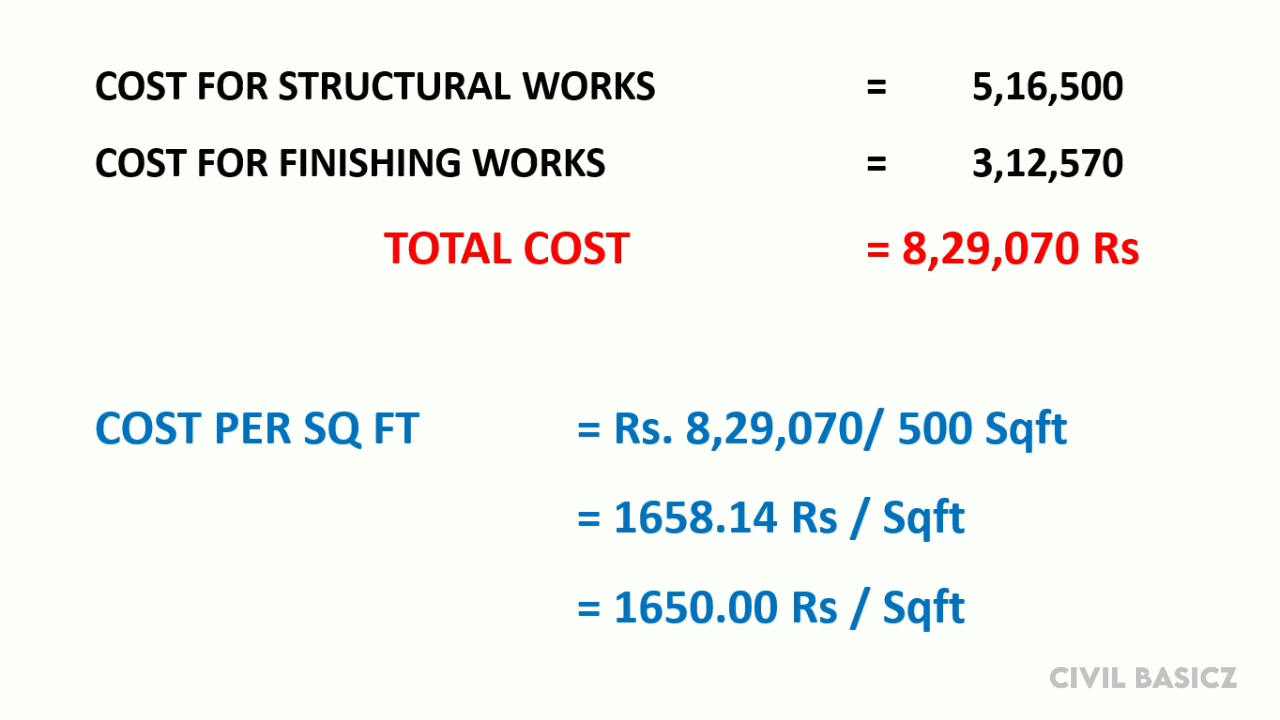 COST FOR STRUCTURAL WORKS = 5,16,500
COST FOR FINISHING WORKS = 3,12,570
TOTAL COST = 8,29,070 Rs
COST PER SQ FT = Rs. 8,29,070/ 500 Sqft
= 1658.14 Rs / Sqft
= 1650.00 Rs / Sqft
CIVIL BASICZ